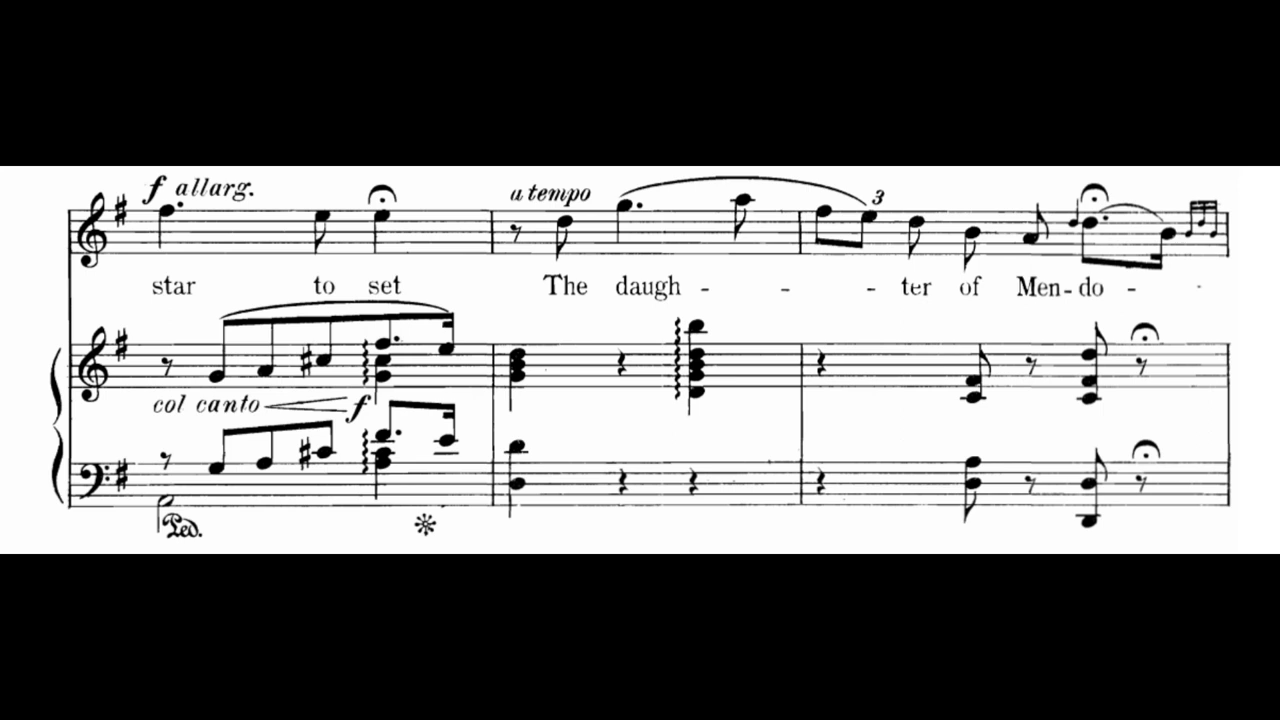 f allarg.
a tempo
3
star to set The daugh - - - ter of Men - do - -
col canto f
Ped.